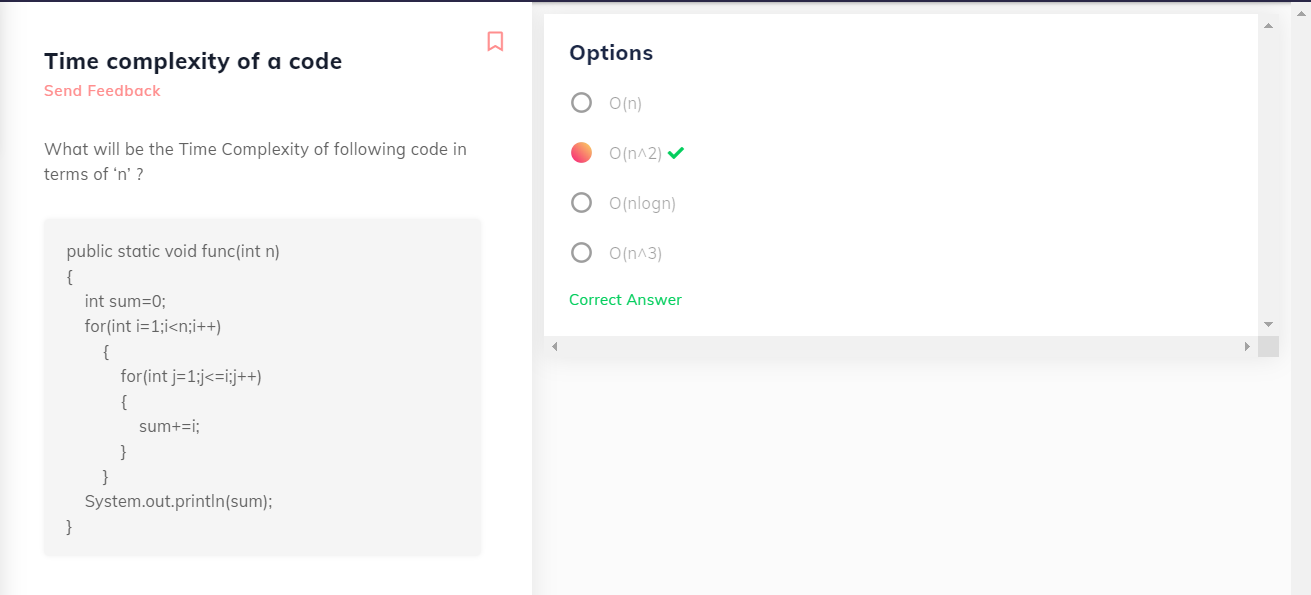 Time complexity of a code
Send Feedback
What will be the Time Complexity of following code in
terms of ‘n’ ?
public static void func(int n)
{
int sum=0;
for(int i=1;i<n;i++)
{
for(int j=1;j<=i;j++)
{
sum+=i;
}
}
System.out.println(sum);
}
Options
O(n)
O(n^2)
O(nlogn)
O(n^3)
Correct Answer